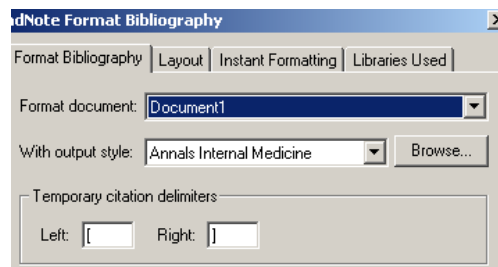 dNote Format Bibliography
Format Bibliography Layout Instant Formatting Libraries Used
Format document: Document1
With output style: Annals Internal Medicine Browse...
Temporary citation delimiters
Left: [ Right: ]